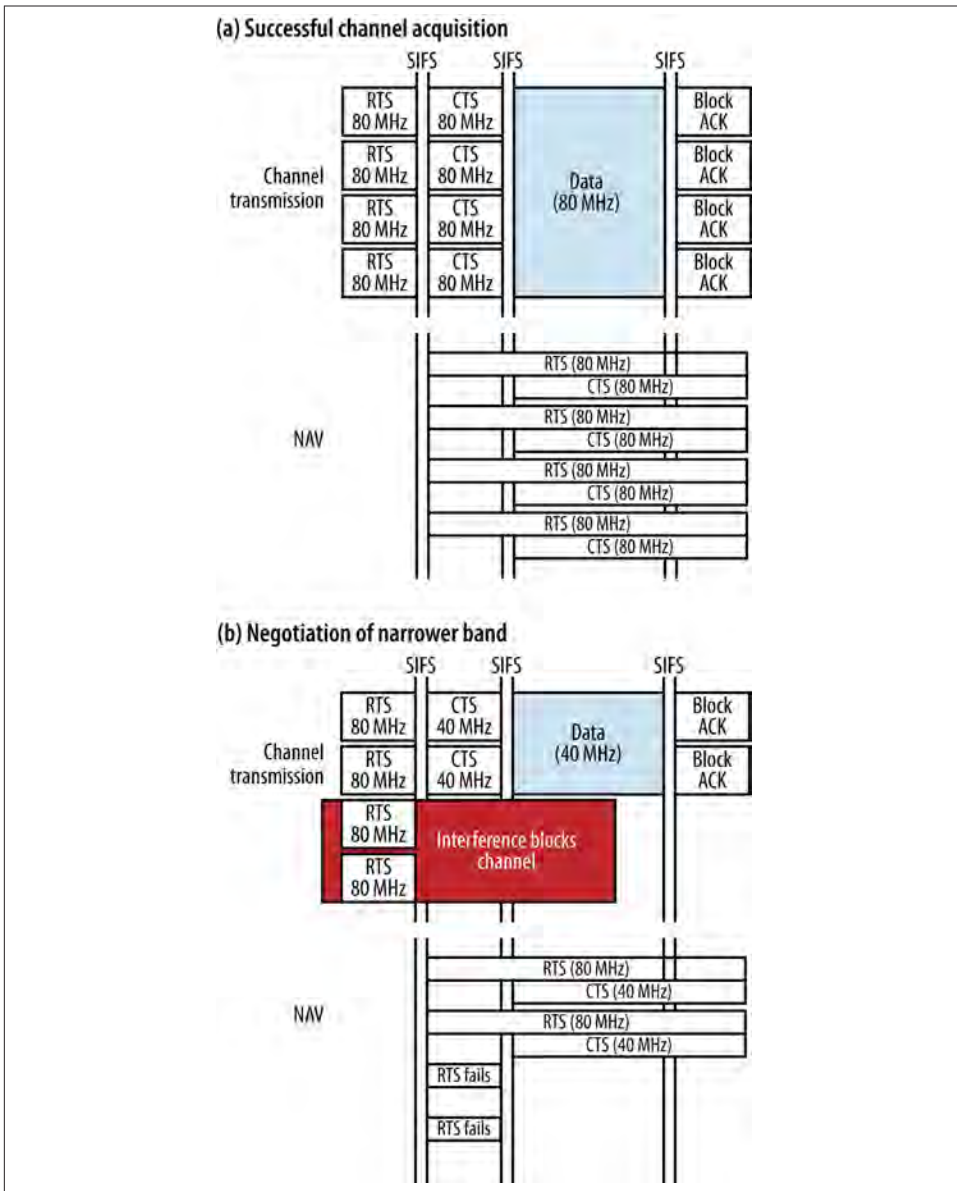 (a) Successful channel acquisition
SIFS SIFS SIFS
Channel
transmission
RTS
80 MHz
CTS
80 MHz
Block
ACK
RTS
80 MHz
CTS
80 MHz
Block
ACK
RTS
80 MHz
CTS
80 MHz
Block
ACK
RTS
80 MHz
CTS
80 MHz
Block
ACK
Data
(80 MHz)
NAV
RTS (80 MHz)
CTS (80 MHz)
RTS (80 MHz)
CTS (80 MHz)
RTS (80 MHz)
CTS (80 MHz)
RTS (80 MHz)
CTS (80 MHz)
(b) Negotiation of narrower band
SIFS SIFS SIFS
Channel
transmission
RTS
80 MHz
CTS
40 MHz
Block
ACK
RTS
80 MHz
CTS
40 MHz
Block
ACK
Data
(40 MHz)
RTS
80 MHz
RTS
80 MHz
Interference blocks
channel
NAV
RTS (80 MHz)
CTS (40 MHz)
RTS (80 MHz)
CTS (40 MHz)
RTS fails
RTS fails